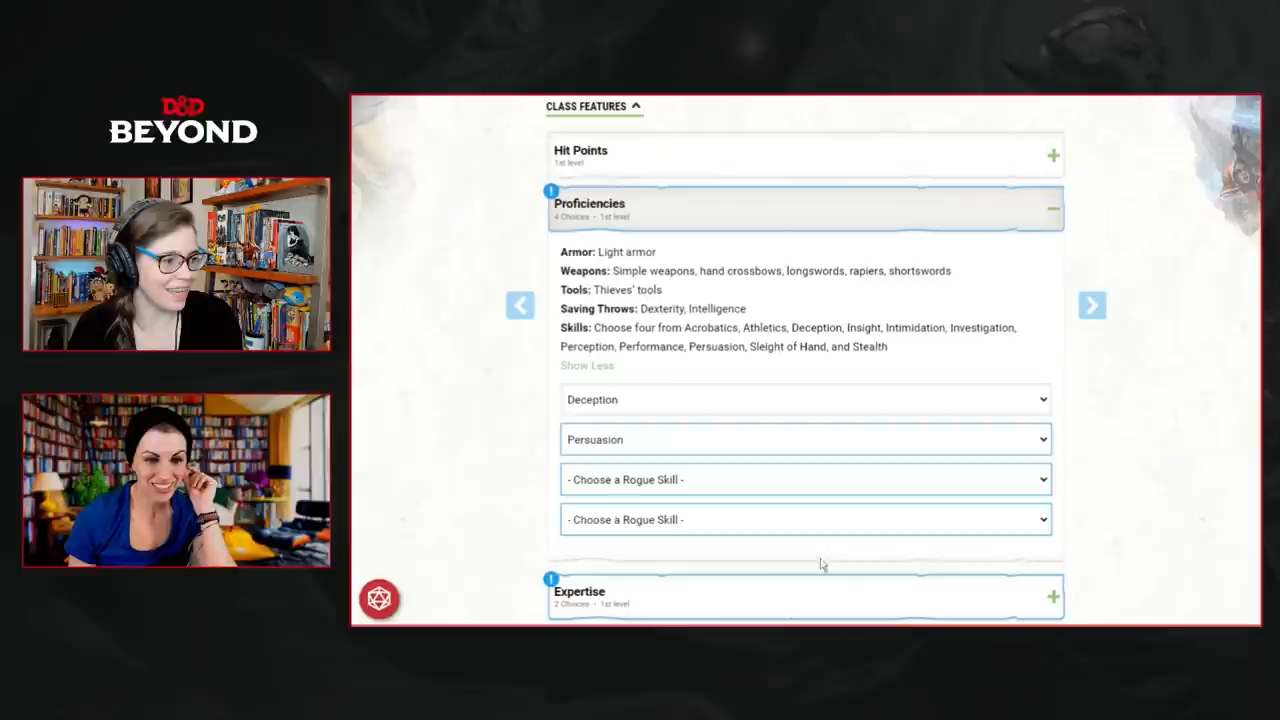 D&D
BEYOND
CLASS FEATURES
Hit Points
1st level
!
Proficiencies
4 Choices • 1st level
Armor: Light armor
Weapons: Simple weapons, hand crossbows, longswords, rapiers, shortswords
Tools: Thieves' tools
Saving Throws: Dexterity, Intelligence
Skills: Choose four from Acrobatics, Athletics, Deception, Insight, Intimidation, Investigation,
Perception, Performance, Persuasion, Sleight of Hand, and Stealth
Show Less
Deception
Persuasion
- Choose a Rogue Skill -
- Choose a Rogue Skill -
!
Expertise
2 Choices • 1st level